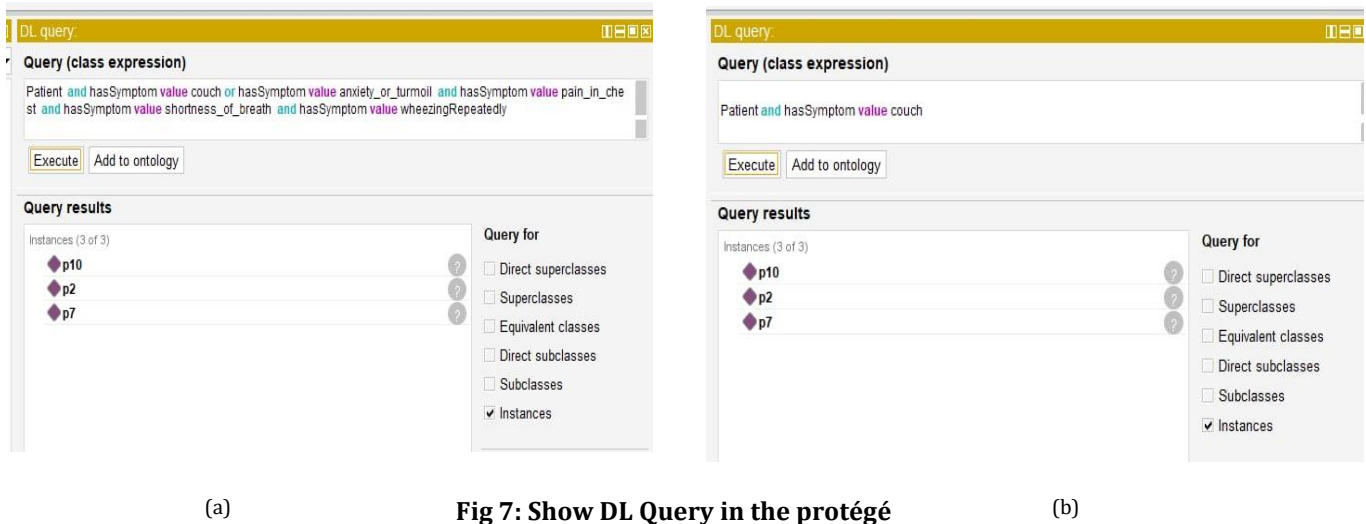 DL query:
Query (class expression)
Patient and hasSymptom value couch or hasSymptom value anxiety_or_turmoil and hasSymptom value pain_in_che
st and hasSymptom value shortness_of_breath and hasSymptom value wheezingRepeatedly
Execute Add to ontology
Query results
Instances (3 of 3)
p10 ?
p2 ?
p7 ?
Query for
Direct superclasses
Superclasses
Equivalent classes
Direct subclasses
Subclasses
Instances
DL query:
Query (class expression)
Patient and hasSymptom value couch
Execute Add to ontology
Query results
Instances (3 of 3)
p10 ?
p2 ?
p7 ?
Query for
Direct superclasses
Superclasses
Equivalent classes
Direct subclasses
Subclasses
Instances
(a) Fig 7: Show DL Query in the protégé (b)